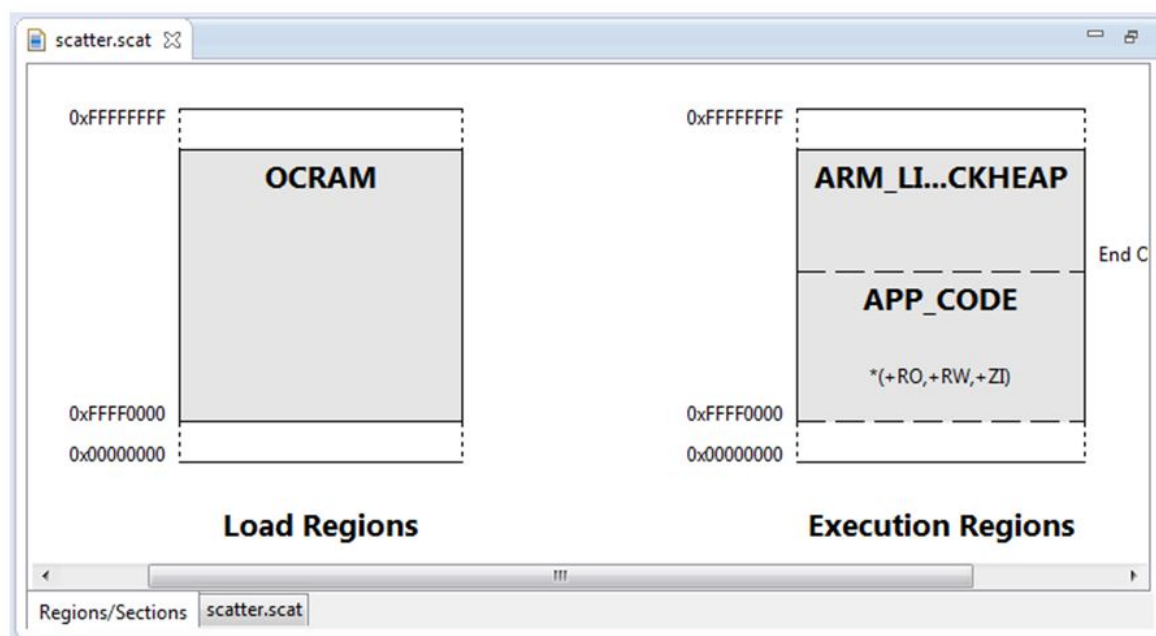 scatter.scat
0xFFFFFFFF
0xFFFFFFFF
OCRAM
ARM_LI...CKHEAP
End C
APP_CODE
*(+RO,+RW,+ZI)
0xFFFF0000
0xFFFF0000
0x00000000
0x00000000
Load Regions
Execution Regions
Regions/Sections
scatter.scat